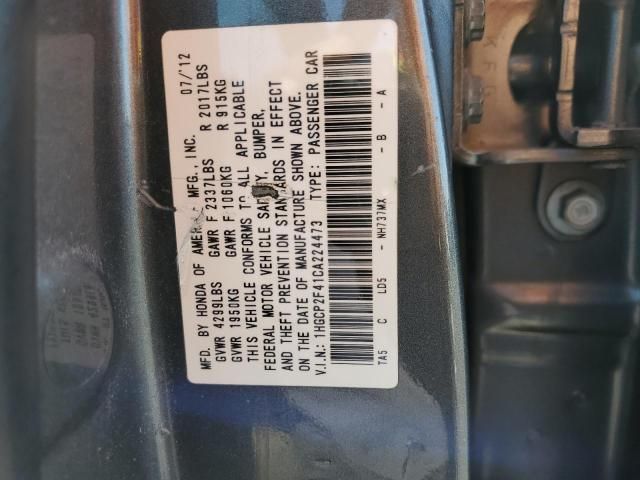 MFD. BY HONDA OF AMERICA MFG., INC. 07/'12
GVWR 4299LBS GAWR F 2337LBS R 2017LBS
GVWR 1950KG GAWR F 1060KG R 915KG
THIS VEHICLE CONFORMS TO ALL APPLICABLE
FEDERAL MOTOR VEHICLE SAFETY, BUMPER,
AND THEFT PREVENTION STANDARDS IN EFFECT
ON THE DATE OF MANUFACTURE SHOWN ABOVE.
V.I.N.: 1HGCP2F41CA224473 TYPE: PASSENGER CAR
TA5 C LD5 - NH737MX - B - A